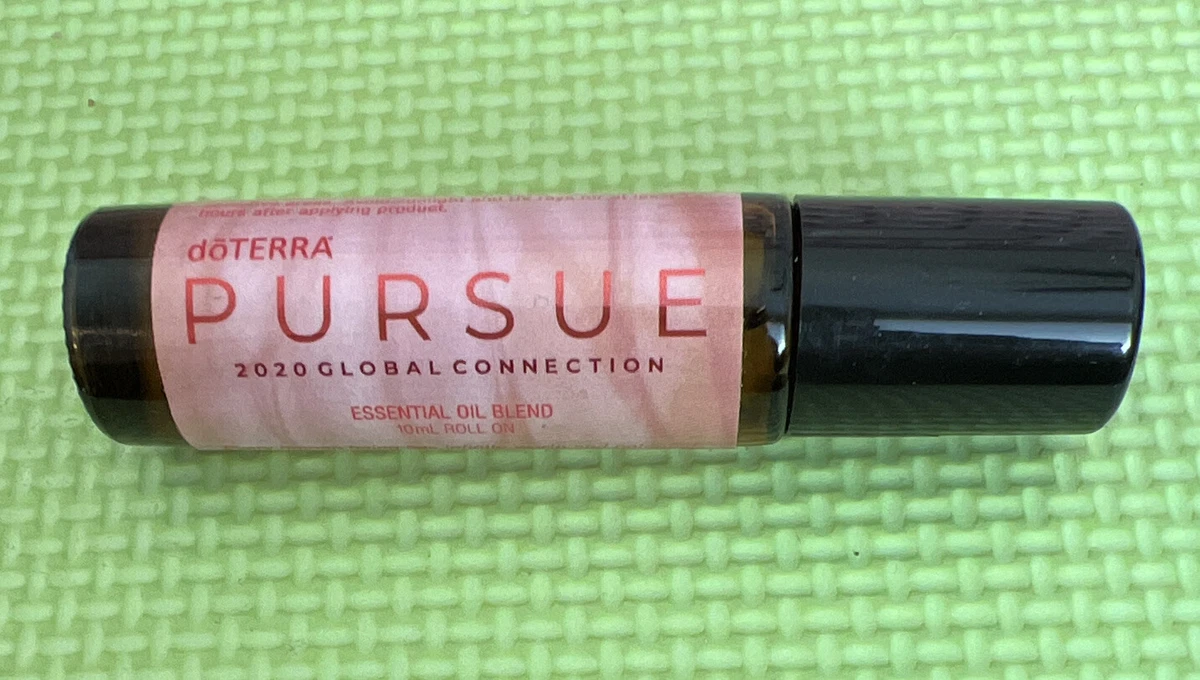 hours after applying product.
dōTERRA
PURSUE
2020 GLOBAL CONNECTION
ESSENTIAL OIL BLEND
10mL ROLL ON